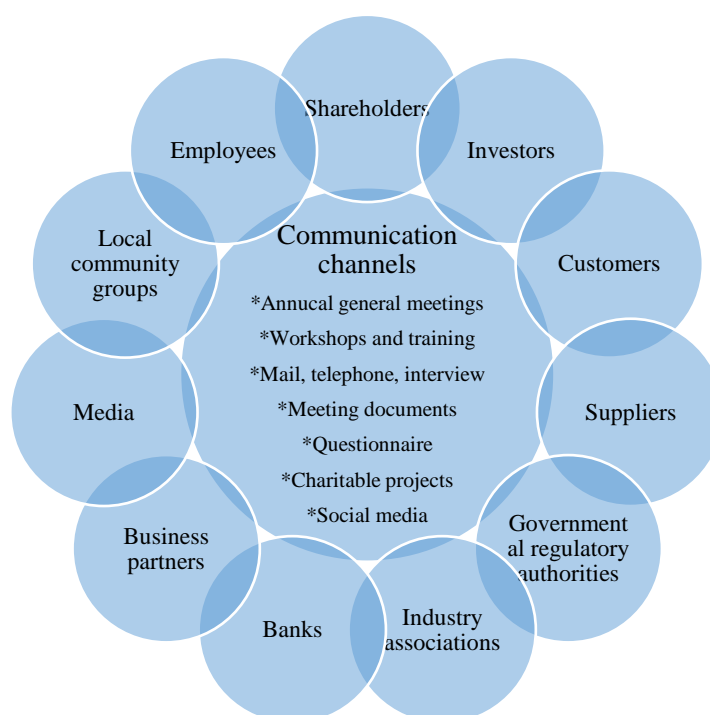 Shareholders
Investors
Customers
Suppliers
Government
al regulatory
authorities
Industry
associations
Banks
Business
partners
Media
Local
community
groups
Employees
Communication
channels
*Annucal general meetings
*Workshops and training
*Mail, telephone, interview
*Meeting documents
*Questionnaire
*Charitable projects
*Social media